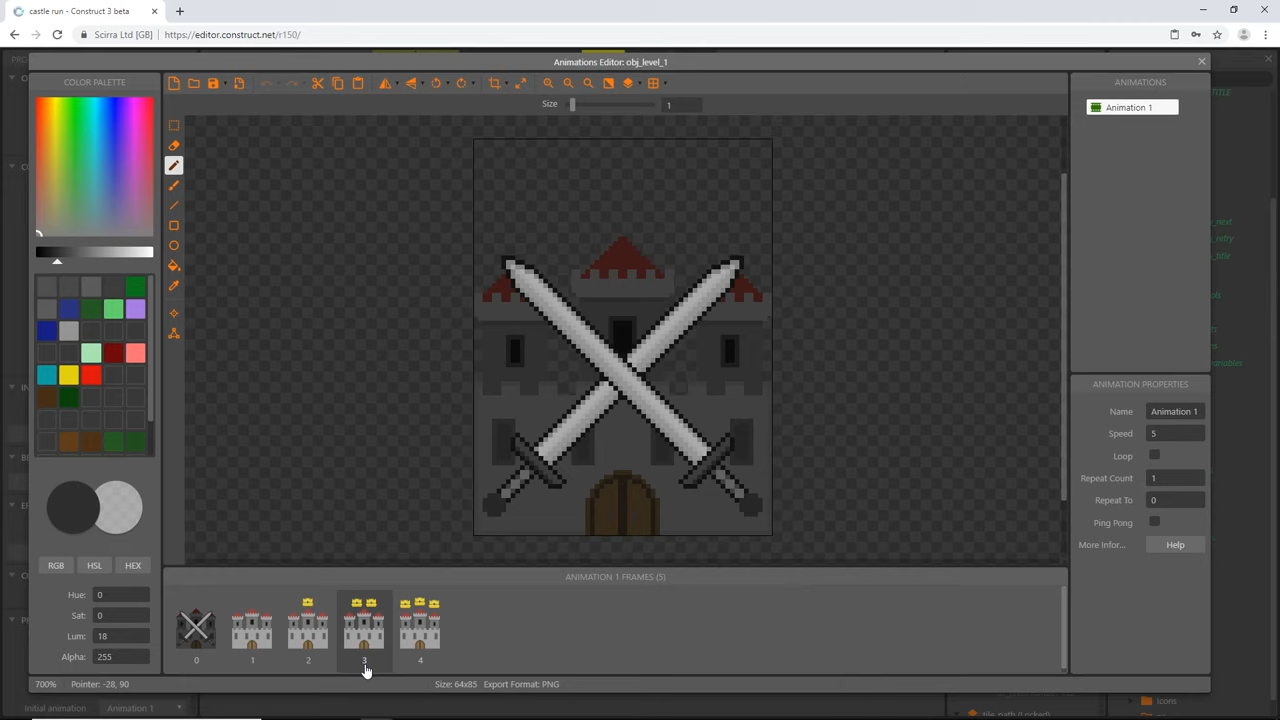 castle run - Construct 3 beta
Scirra Ltd [GB] https://editor.construct.net/r150/
Animations Editor: obj_level_1
COLOR PALETTE
ANIMATIONS
Size 1
Animation 1
ANIMATION PROPERTIES
Name Animation 1
Speed 5
Loop
Repeat Count 1
Repeat To 0
Ping Pong
More Infor... Help
RGB HSL HEX
Hue: 0
Sat: 0
Lum: 18
Alpha: 255
ANIMATION 1 FRAMES (5)
0 1 2 3 4
700% Pointer: -28, 90 Size: 64x85 Export Format: PNG
Initial animation Animation 1
tile_path (Locked)
Icons